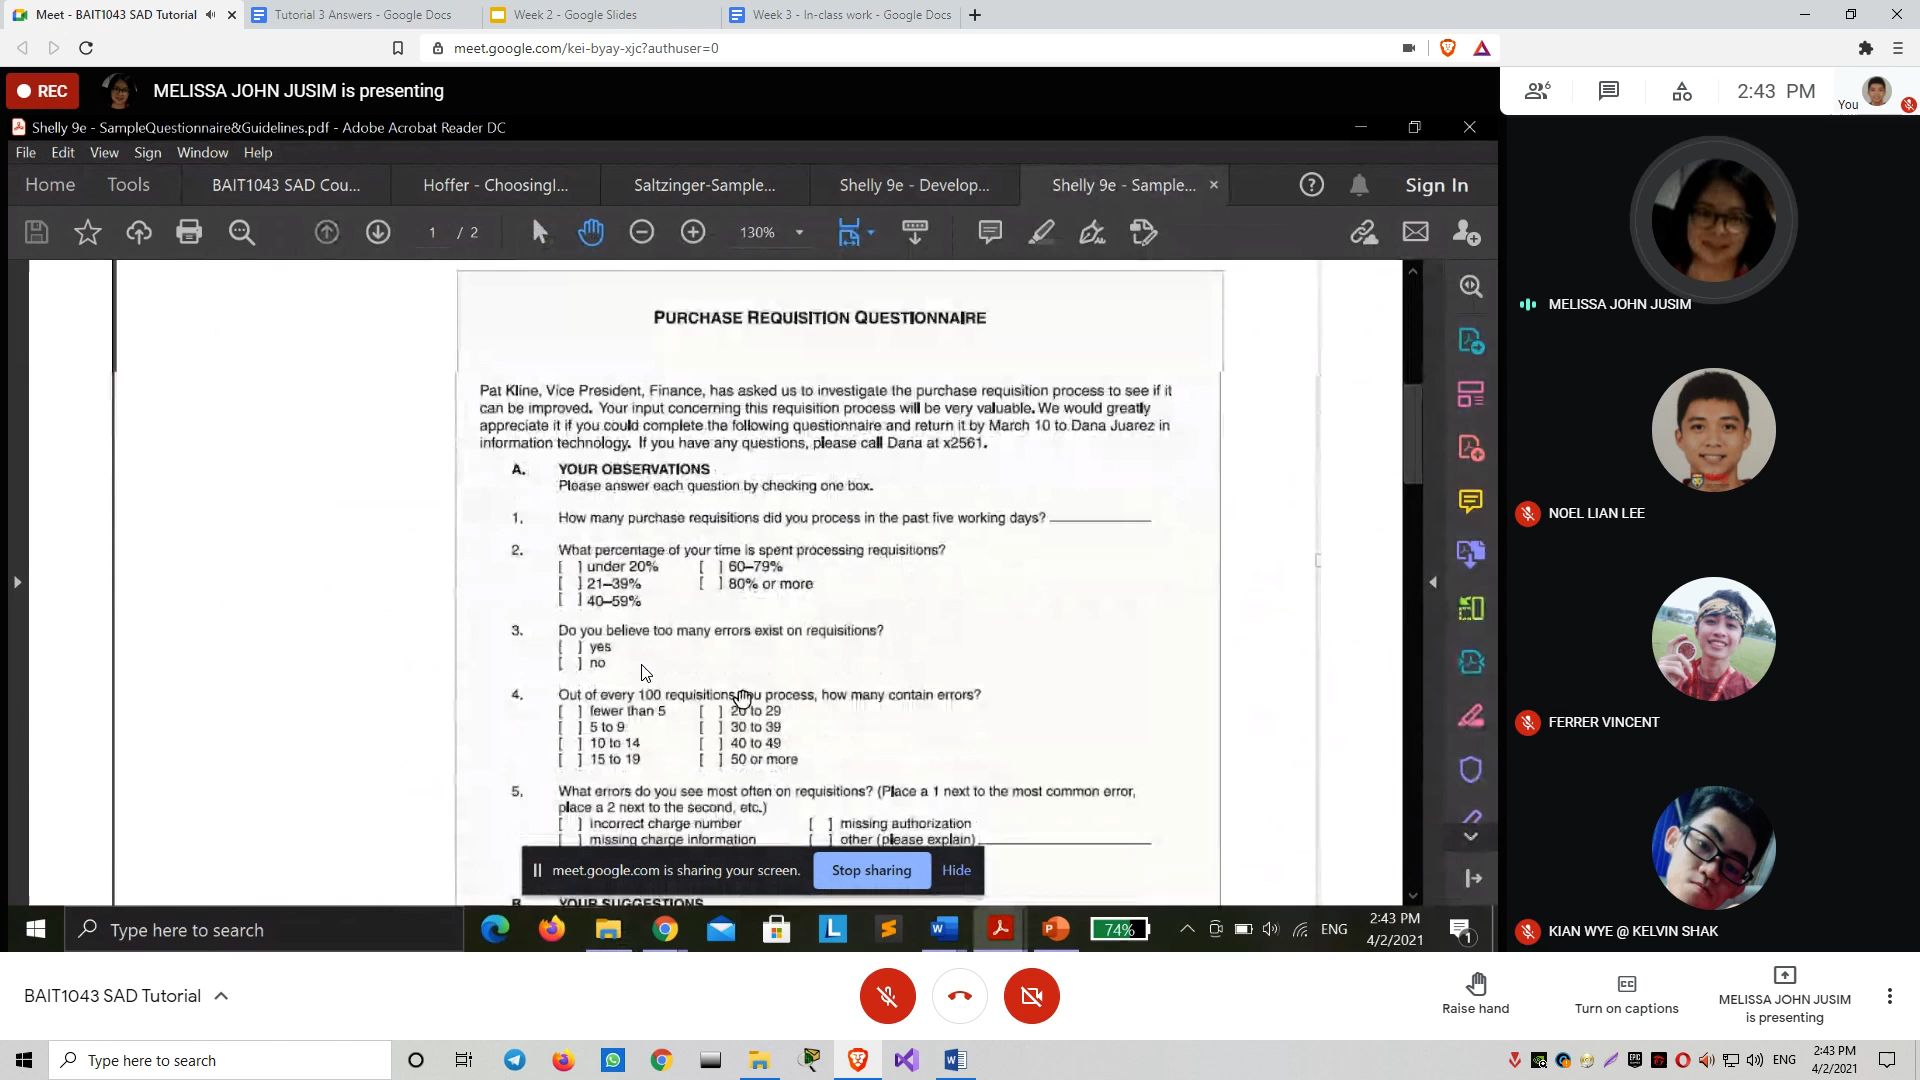 Meet - BAIT1043 SAD Tutorial
Tutorial 3 Answers - Google Docs
Week 2 - Google Slides
Week 3 - In-class work - Google Docs
meet.google.com/kei-byay-xjc?authuser=0
REC
MELISSA JOHN JUSIM is presenting
6
2:43 PM
You
Shelly 9e - SampleQuestionnaire&Guidelines.pdf - Adobe Acrobat Reader DC
File Edit View Sign Window Help
Home Tools BAIT1043 SAD Cou... Hoffer - Choosingl... Saltzinger-Sample... Shelly 9e - Develop... Shelly 9e - Sample... Sign In
1 / 2 130%
PURCHASE REQUISITION QUESTIONNAIRE
Pat Kline, Vice President, Finance, has asked us to investigate the purchase requisition process to see if it
can be improved. Your input concerning this requisition process will be very valuable. We would greatly
appreciate it if you could complete the following questionnaire and return it by March 10 to Dana Juarez in
information technology. If you have any questions, please call Dana at x2561.
A. YOUR OBSERVATIONS
Please answer each question by checking one box.
1. How many purchase requisitions did you process in the past five working days? ____________
2. What percentage of your time is spent processing requisitions?
[ ] under 20% [ ] 60–79%
[ ] 21–39% [ ] 80% or more
[ ] 40–59%
3. Do you believe too many errors exist on requisitions?
[ ] yes
[ ] no
4. Out of every 100 requisitions you process, how many contain errors?
[ ] fewer than 5 [ ] 20 to 29
[ ] 5 to 9 [ ] 30 to 39
[ ] 10 to 14 [ ] 40 to 49
[ ] 15 to 19 [ ] 50 or more
5. What errors do you see most often on requisitions? (Place a 1 next to the most common error,
place a 2 next to the second, etc.)
[ ] incorrect charge number [ ] missing authorization
[ ] missing charge information [ ] other (please explain) ____________
meet.google.com is sharing your screen. Stop sharing Hide
B. YOUR SUGGESTIONS
Type here to search
74%
ENG
2:43 PM
4/2/2021
1
MELISSA JOHN JUSIM
NOEL LIAN LEE
FERRER VINCENT
KIAN WYE @ KELVIN SHAK
BAIT1043 SAD Tutorial
Raise hand
Turn on captions
MELISSA JOHN JUSIM
is presenting
Type here to search
ENG
2:43 PM
4/2/2021